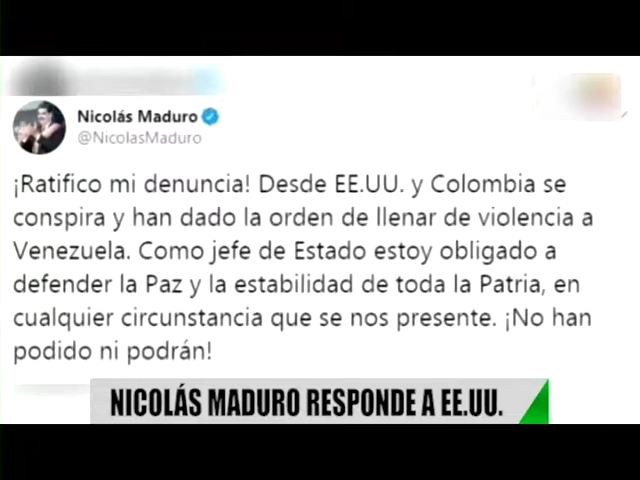 Nicolás Maduro
@NicolasMaduro
¡Ratifico mi denuncia! Desde EE.UU. y Colombia se
conspira y han dado la orden de llenar de violencia a
Venezuela. Como jefe de Estado estoy obligado a
defender la Paz y la estabilidad de toda la Patria, en
cualquier circunstancia que se nos presente. ¡No han
podido ni podrán!
NICOLÁS MADURO RESPONDE A EE.UU.